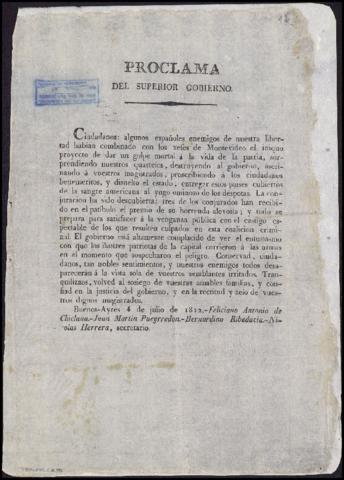 PROCLAMA
DEL SUPERIOR GOBIERNO.
Ciudadanos: algunos españoles enemigos de nuestra liber-
tad habian combinado con los xefes de Montevideo el iniquo
proyecto de dar un golpe mortal á la vida de la patria, sor-
prendiendo nuestros quarteles, destruyendo al gobierno, asesi-
nando á vuestros magistrados, proscribiendo á los ciudadanos
benemeritos, y disuelto el estado, entregar estos paises cubiertos
de la sangre americana al yugo ominoso de los déspotas. La con-
juracion ha sido descubierta: tres de los conjurados han recibi-
do en el patibulo el premio de su horrenda alevosia; y todo se
prepara para satisfacer á la venganza pública con el castigo es-
pectable de los que resulten culpados en esta coalicion crimi-
nal. El gobierno está altamente complacido de ver el entusiasmo
con que los ilustres patriotas de la capital corrieron á las armas
en el momento que sospecharon el peligro. Conservad, ciuda-
danos, tan nobles sentimientos, y nuestros enemigos todos desa-
parecerán á la vista sola de vuestros semblantes irritados. Tran-
quilizaos, volved al sosiego de vuestras amables familias, y con-
fiad en la justicia del gobierno, y en la rectitud y zelo de vues-
tros dignos magistrados.
Buenos-Ayres 4 de julio de 1812.-Feliciano Antonio de
Chiclana.-Juan Martin Pueyrredon.-Bernardino Ribadavia.-Ni-
colas Herrera, secretario.